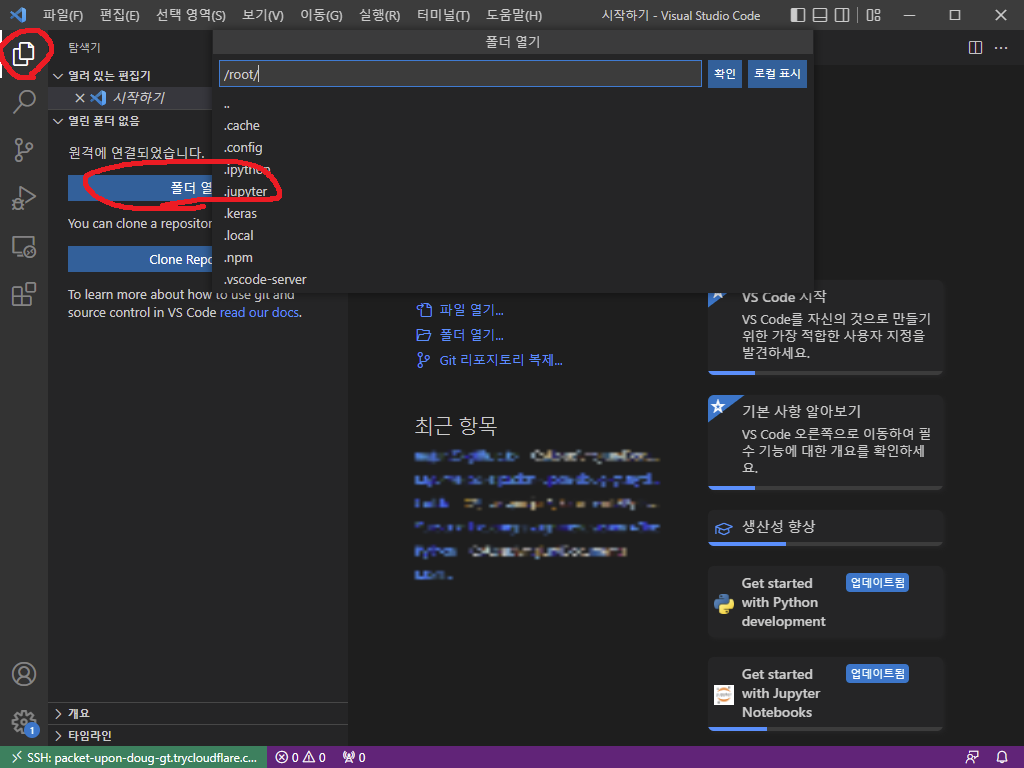 파일(F) 편집(E) 선택 영역(S) 보기(V) 이동(G) 실행(R) 터미널(T) 도움말(H) 시작하기 - Visual Studio Code
탐색기
폴더 열기
/root/
확인
로컬 표시
열려 있는 편집기
시작하기
열린 폴더 없음
원격에 연결되었습니다.
폴더 열
You can clone a repositor
Clone Repo
To learn more about how to use git and
source control in VS Code read our docs.
..
.cache
.config
.ipython
.jupyter
.keras
.local
.npm
.vscode-server
파일 열기...
폴더 열기...
Git 리포지토리 복제...
최근 항목
VS Code 시작
VS Code를 자신의 것으로 만들기
위한 가장 적합한 사용자 지정을
발견하세요.
기본 사항 알아보기
VS Code 오른쪽으로 이동하여 필
수 기능에 대한 개요를 확인하세
요.
생산성 향상
Get started
with Python
development
업데이트됨
Get started
with Jupyter
Notebooks
업데이트됨
개요
타임라인
1
SSH: packet-upon-doug-gt.trycloudflare.c... 0 0 0